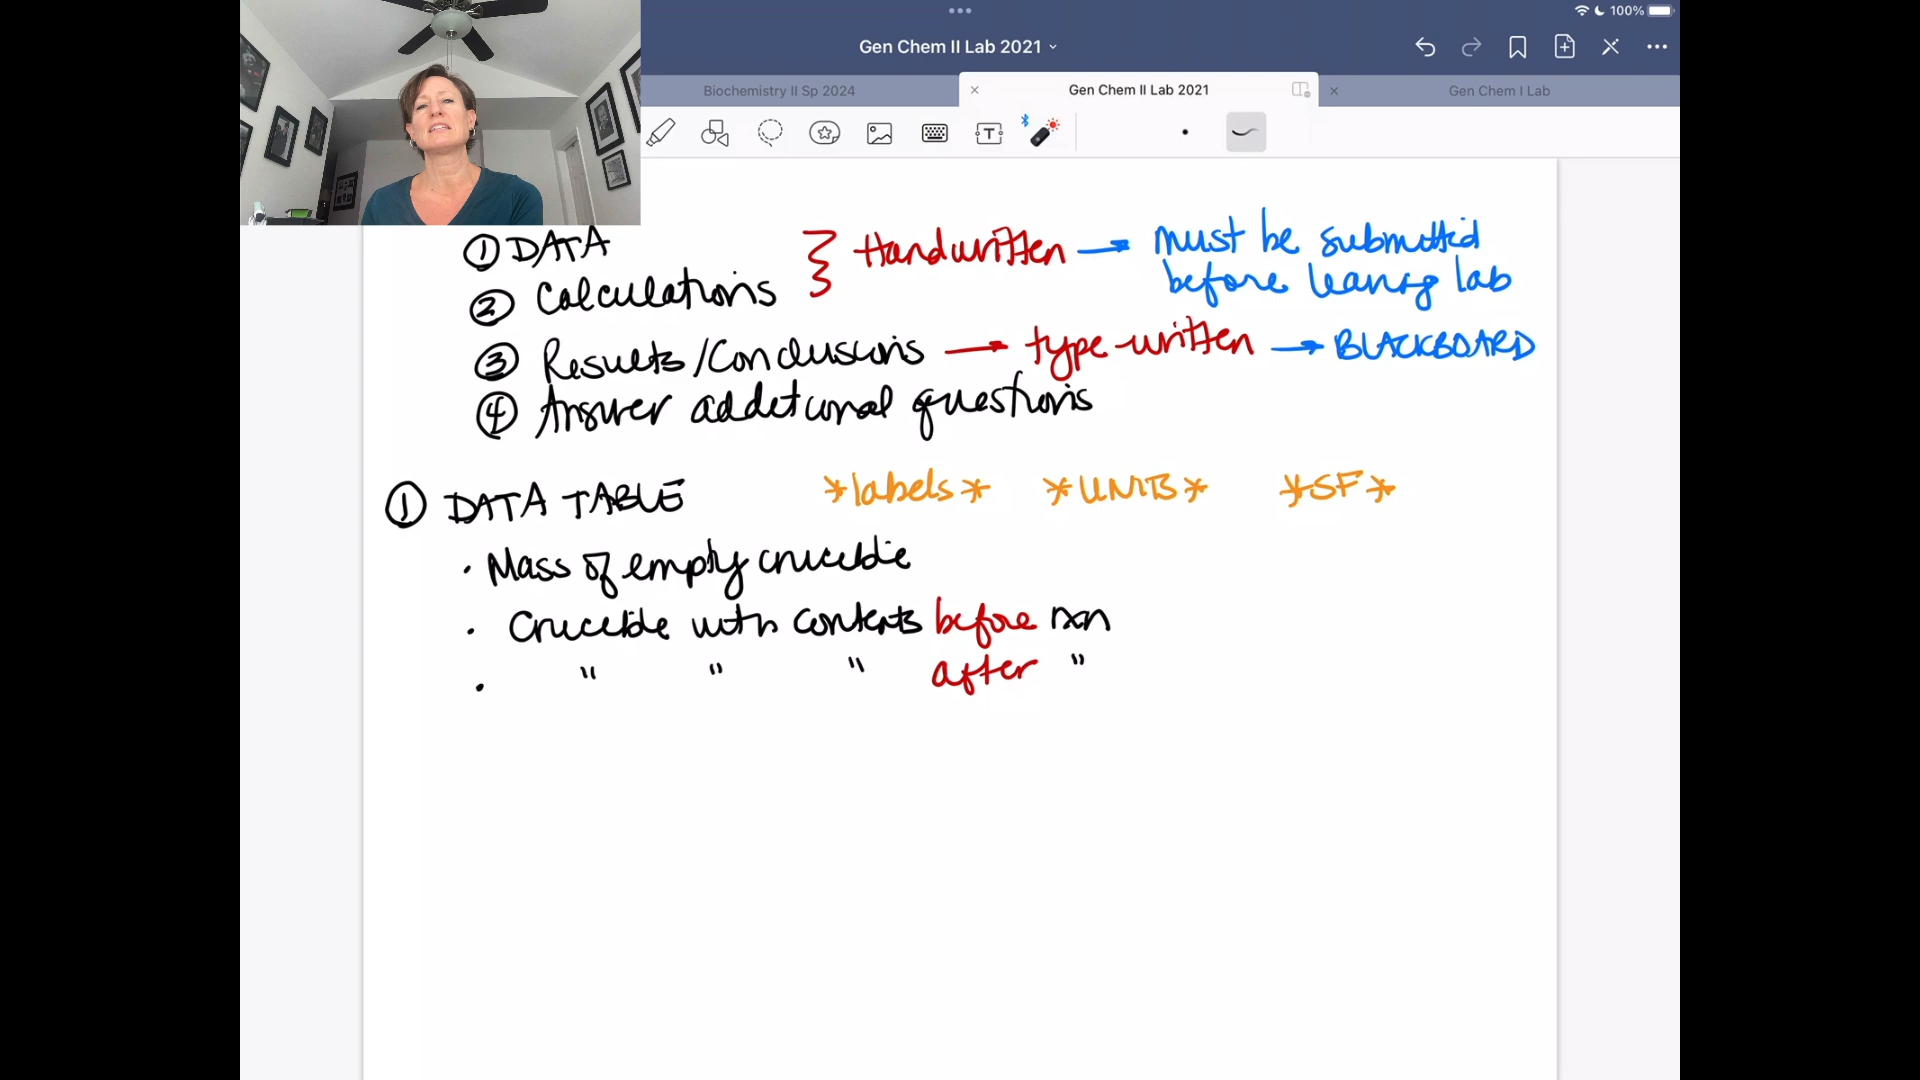 100%
Gen Chem II Lab 2021
Biochemistry II Sp 2024
Gen Chem II Lab 2021
Gen Chem I Lab
T
① DATA } Handwritten → must be submitted
before leaving lab
② Calculations
③ Results/Conclusions → type-written → BLACKBOARD
④ Answer additional questions
① DATA TABLE *labels* *UNITS* *SF*
• Mass of empty crucible
• Crucible with contents before rxn
• " " " after "